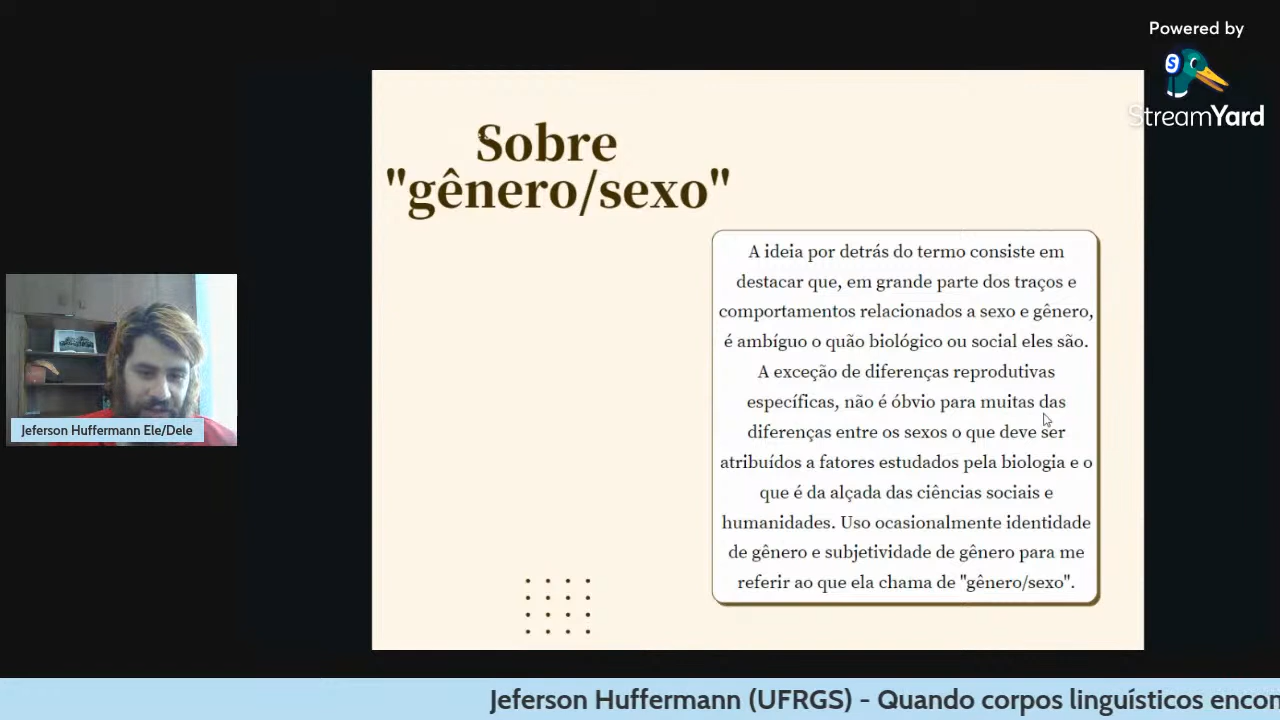 Powered by
StreamYard
Sobre
"gênero/sexo"
A ideia por detrás do termo consiste em
destacar que, em grande parte dos traços e
comportamentos relacionados a sexo e gênero,
é ambíguo o quão biológico ou social eles são.
A exceção de diferenças reprodutivas
específicas, não é óbvio para muitas das
diferenças entre os sexos o que deve ser
atribuídos a fatores estudados pela biologia e o
que é da alçada das ciências sociais e
humanidades. Uso ocasionalmente identidade
de gênero e subjetividade de gênero para me
referir ao que ela chama de "gênero/sexo".
Jeferson Huffermann Ele/Dele
Jeferson Huffermann (UFRGS) - Quando corpos linguísticos encon